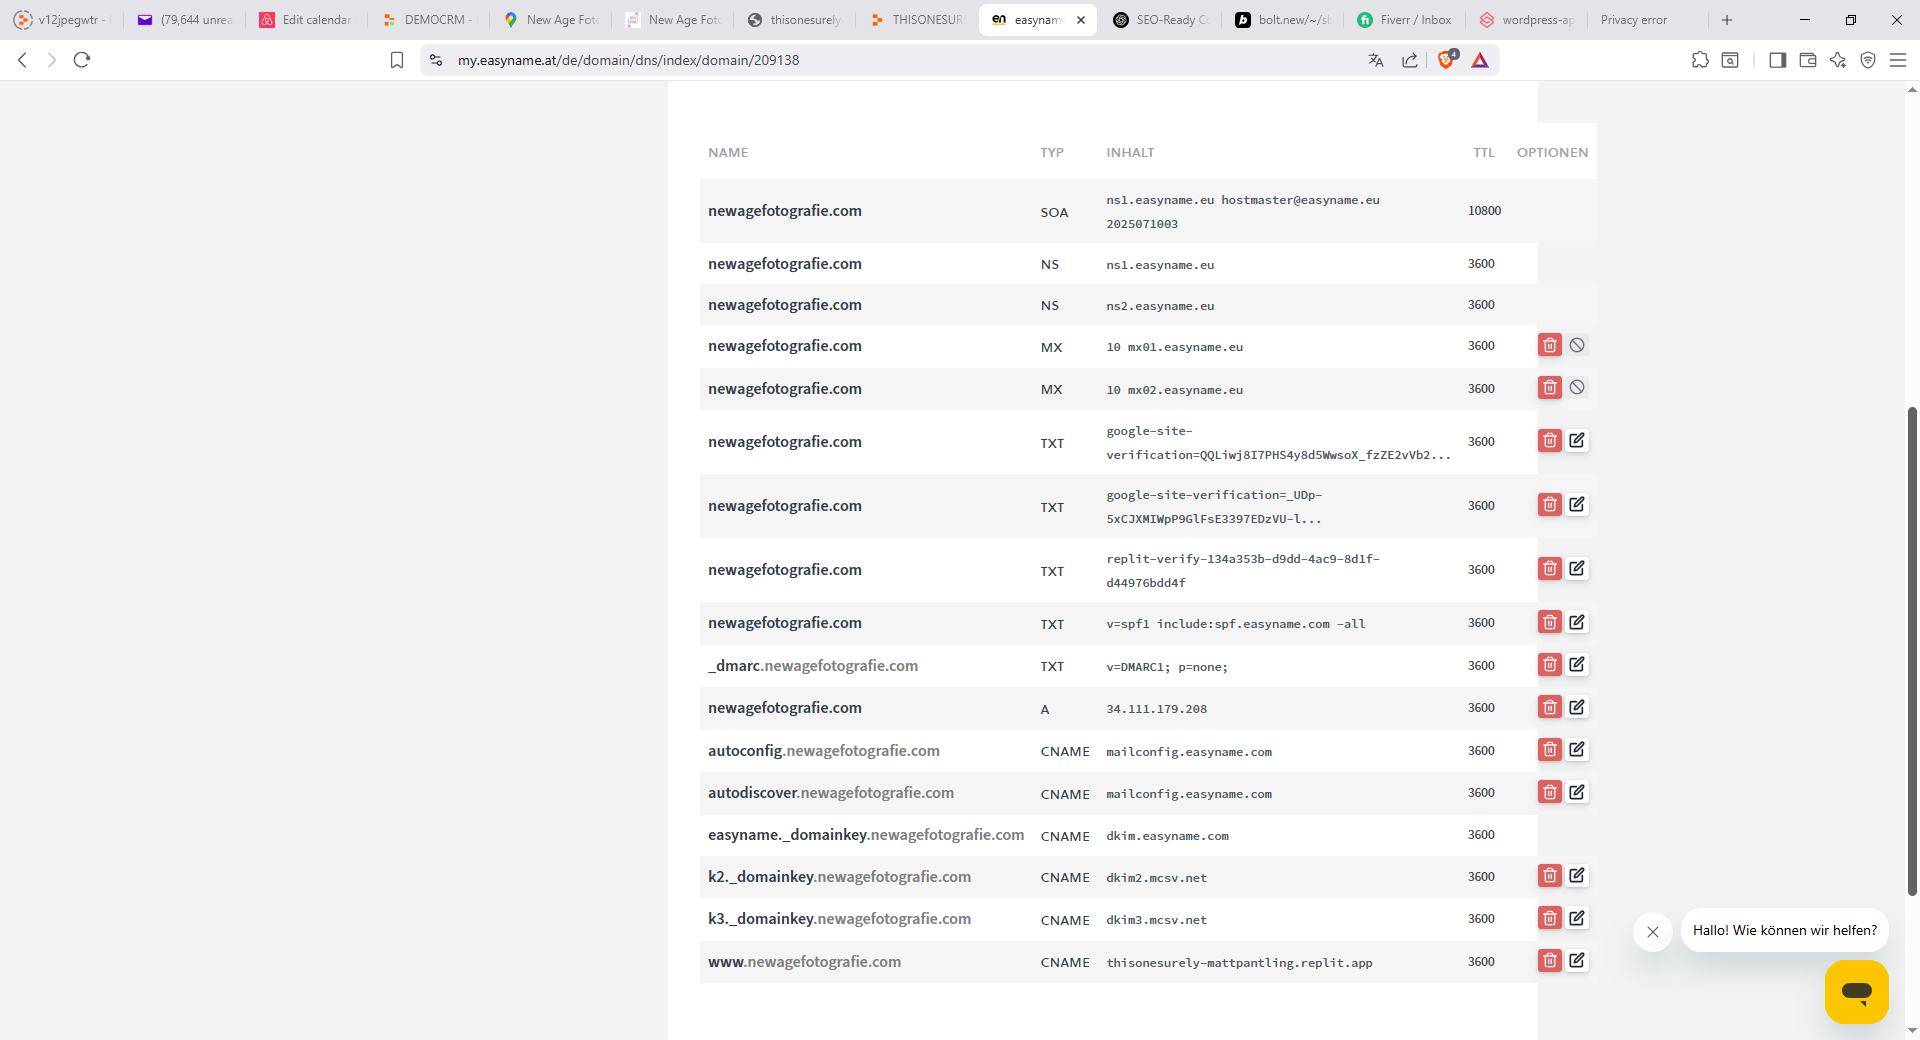 v12jpegwtr -
(79,644 unrea
Edit calendar
DEMOCRM -
New Age Fot
New Age Fot
thisonesurely
THISONESUR
easyname
SEO-Ready Co
bolt.new/~/sb
Fiverr / Inbox
wordpress-ap
Privacy error
my.easyname.at/de/domain/dns/index/domain/209138
4
NAME TYP INHALT TTL OPTIONEN
newagefotografie.com SOA ns1.easyname.eu hostmaster@easyname.eu 10800
2025071003
newagefotografie.com NS ns1.easyname.eu 3600
newagefotografie.com NS ns2.easyname.eu 3600
newagefotografie.com MX 10 mx01.easyname.eu 3600
newagefotografie.com MX 10 mx02.easyname.eu 3600
newagefotografie.com TXT google-site- 3600
verification=QQLiwj8I7PHS4y8d5WwsoX_fzZE2vVb2...
newagefotografie.com TXT google-site-verification=_UDp- 3600
5xCJXMIWpP9GlFsE3397EDzVU-l...
newagefotografie.com TXT replit-verify-134a353b-d9dd-4ac9-8d1f- 3600
d44976bdd4f
newagefotografie.com TXT v=spf1 include:spf.easyname.com -all 3600
_dmarc.newagefotografie.com TXT v=DMARC1; p=none; 3600
newagefotografie.com A 34.111.179.208 3600
autoconfig.newagefotografie.com CNAME mailconfig.easyname.com 3600
autodiscover.newagefotografie.com CNAME mailconfig.easyname.com 3600
easyname._domainkey.newagefotografie.com CNAME dkim.easyname.com 3600
k2._domainkey.newagefotografie.com CNAME dkim2.mcsv.net 3600
k3._domainkey.newagefotografie.com CNAME dkim3.mcsv.net 3600
www.newagefotografie.com CNAME thisonesurely-mattpantling.replit.app 3600
Hallo! Wie können wir helfen?